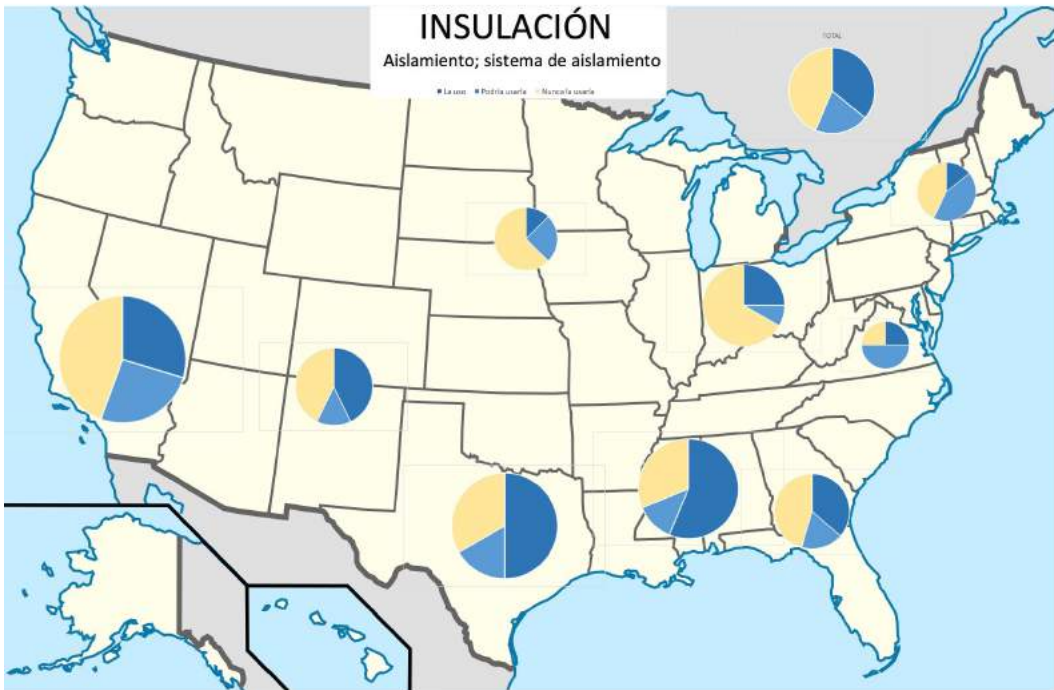 INSULACIÓN
Aislamiento; sistema de aislamiento
La uso Podría usarla Nunca la usaría
TOTAL